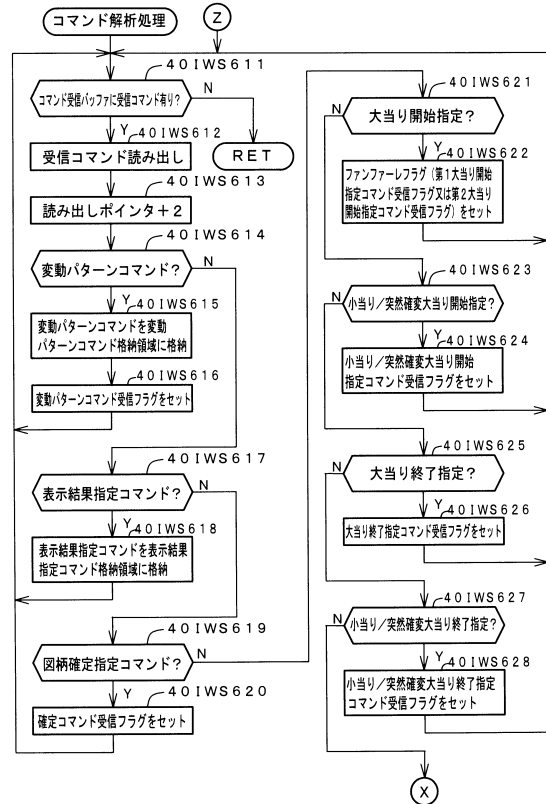 コマンド解析処理
Z
40IWS611
コマンド受信バッファに受信コマンド有り?
N
Y
RET
40IWS612
受信コマンド読み出し
40IWS613
読み出しポインタ+2
40IWS614
変動パターンコマンド?
N
Y
40IWS615
変動パターンコマンドを変動
パターンコマンド格納領域に格納
40IWS616
変動パターンコマンド受信フラグをセット
40IWS617
表示結果指定コマンド?
N
Y
40IWS618
表示結果指定コマンドを表示結果
指定コマンド格納領域に格納
40IWS619
図柄確定指定コマンド?
N
Y
40IWS620
確定コマンド受信フラグをセット
40IWS621
N
大当り開始指定?
Y
40IWS622
ファンファーレフラグ(第1大当り開始
指定コマンド受信フラグ又は第2大当り
開始指定コマンド受信フラグ)をセット
40IWS623
N
小当り/突然確変大当り開始指定?
Y
40IWS624
小当り/突然確変大当り開始
指定コマンド受信フラグをセット
40IWS625
N
大当り終了指定?
Y
40IWS626
大当り終了指定コマンド受信フラグをセット
40IWS627
N
小当り/突然確変大当り終了指定?
Y
40IWS628
小当り/突然確変大当り終了指定
コマンド受信フラグをセット
X